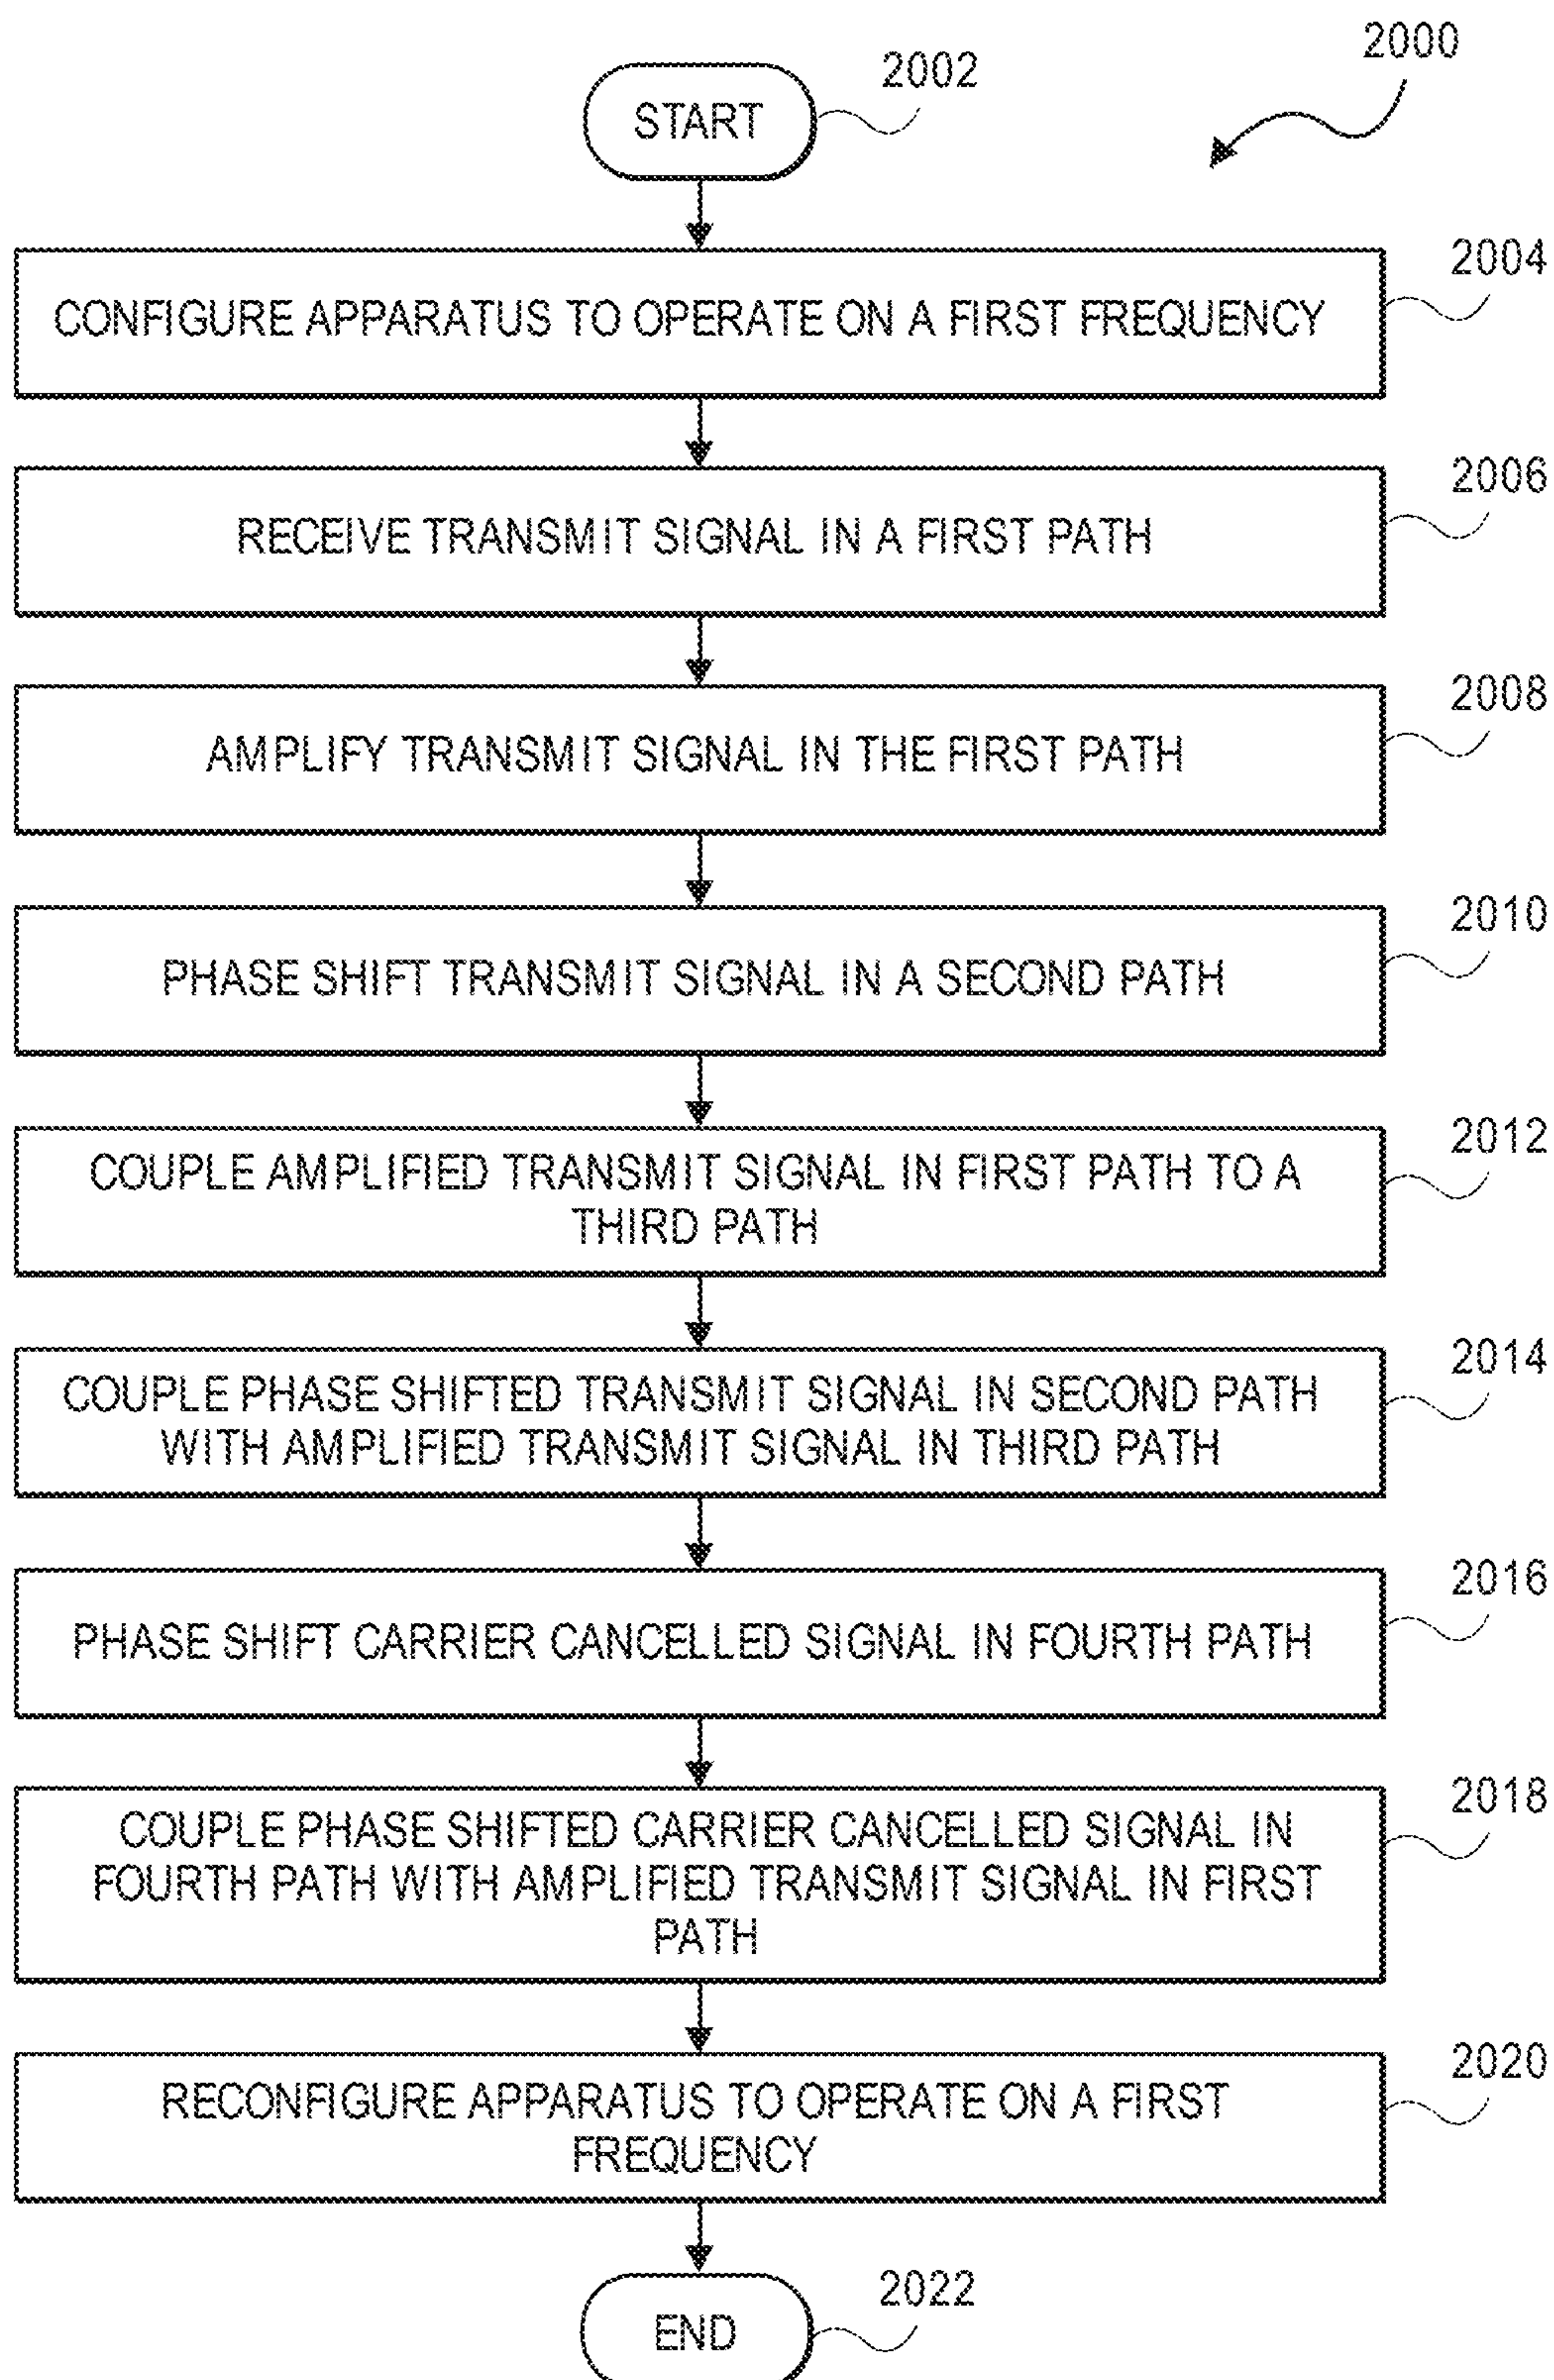 2000
2002
START
2004
CONFIGURE APPARATUS TO OPERATE ON A FIRST FREQUENCY
2006
RECEIVE TRANSMIT SIGNAL IN A FIRST PATH
2008
AMPLIFY TRANSMIT SIGNAL IN THE FIRST PATH
2010
PHASE SHIFT TRANSMIT SIGNAL IN A SECOND PATH
2012
COUPLE AMPLIFIED TRANSMIT SIGNAL IN FIRST PATH TO A
THIRD PATH
2014
COUPLE PHASE SHIFTED TRANSMIT SIGNAL IN SECOND PATH
WITH AMPLIFIED TRANSMIT SIGNAL IN THIRD PATH
2016
PHASE SHIFT CARRIER CANCELLED SIGNAL IN FOURTH PATH
2018
COUPLE PHASE SHIFTED CARRIER CANCELLED SIGNAL IN
FOURTH PATH WITH AMPLIFIED TRANSMIT SIGNAL IN FIRST
PATH
2020
RECONFIGURE APPARATUS TO OPERATE ON A FIRST
FREQUENCY
2022
END